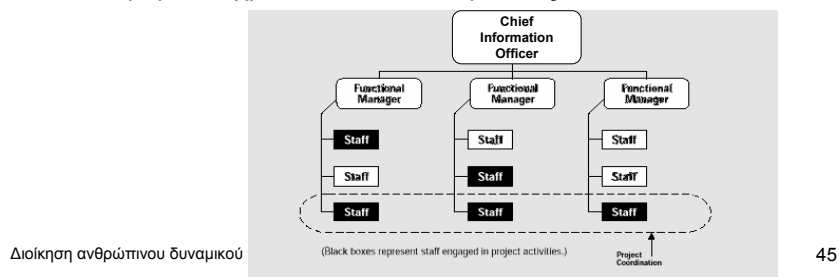 Chief
Information
Officer
Functional
Manager
Functional
Manager
Functional
Manager
Staff
Staff
Staff
Staff
Staff
Staff
Staff
Staff
Staff
(Black boxes represent staff engaged in project activities.)
Project
Coordination
Διοίκηση ανθρώπινου δυναμικού
45